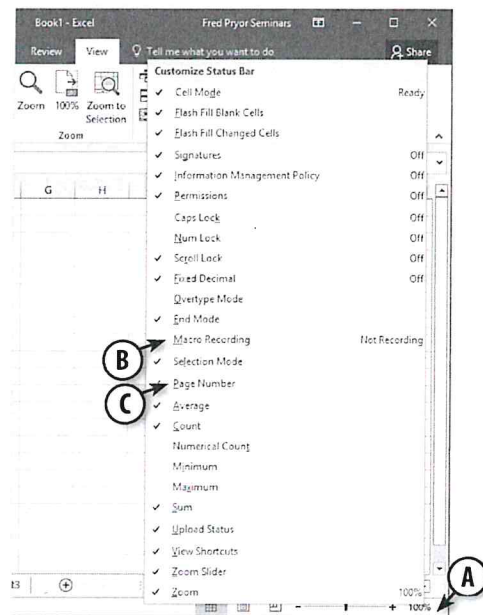 Book1 - Excel Fred Pryor Seminars
Review View Tell me what you want to do Share
Zoom 100% Zoom to Selection
Zoom
Customize Status Bar
Cell Mode Ready
Flash Fill Blank Cells
Flash Fill Changed Cells
Signatures Off
Information Management Policy Off
Permissions Off
Caps Lock Off
Num Lock Off
Scroll Lock Off
Fixed Decimal Off
Overtype Mode
End Mode
B Macro Recording Not Recording
Selection Mode
C Page Number
Average
Count
Numerical Count
Minimum
Maximum
Sum
Upload Status
View Shortcuts
Zoom Slider
Zoom 100%
G H
A
t3
- + 100%